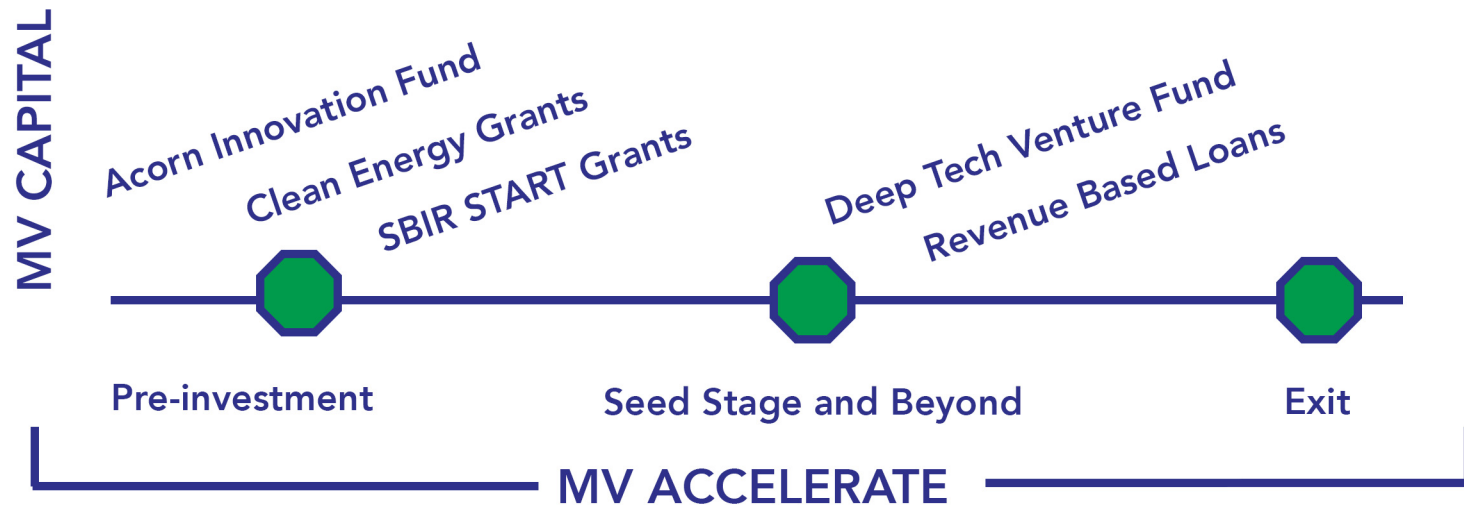 MV CAPITAL
Acorn Innovation Fund
Clean Energy Grants
SBIR START Grants
Deep Tech Venture Fund
Revenue Based Loans
Pre-investment
Seed Stage and Beyond
Exit
MV ACCELERATE